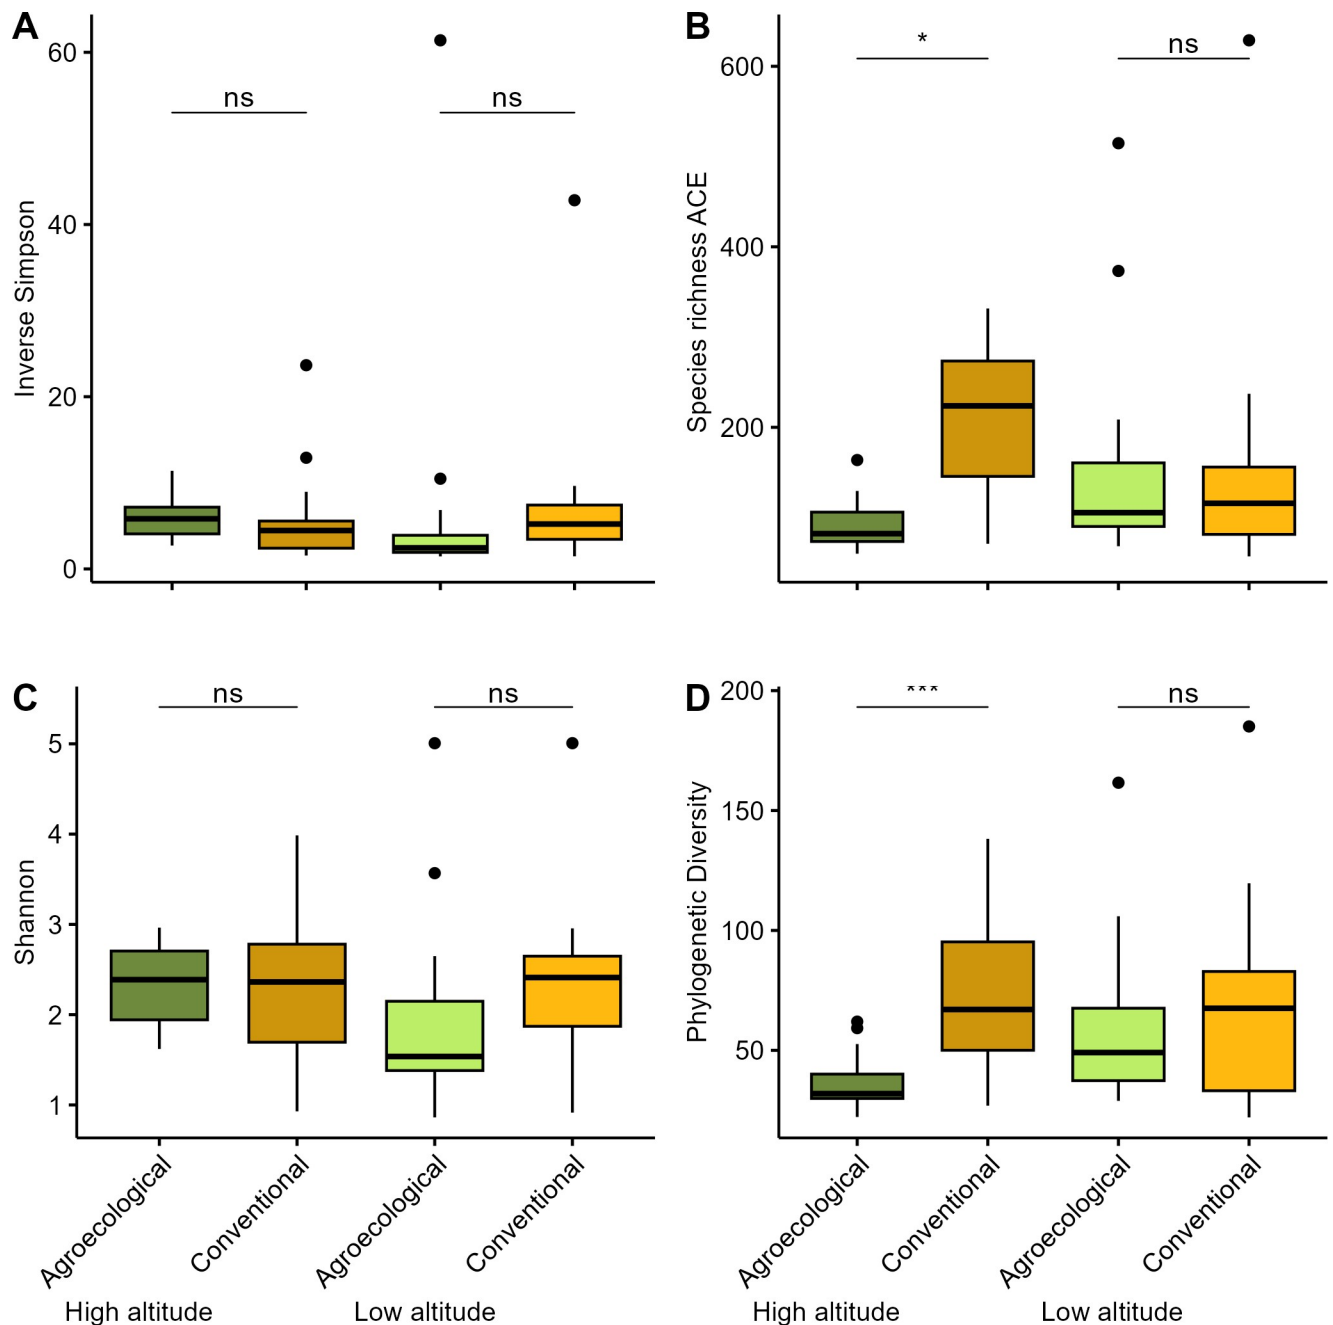 A
Inverse Simpson
60
40
20
0
ns
ns
B
Species richness ACE
600
400
200
*
ns
C
Shannon
5
4
3
2
1
ns
ns
Agroecological
Conventional
Agroecological
Conventional
High altitude
Low altitude
D
Phylogenetic Diversity
200
150
100
50
***
ns
Agroecological
Conventional
Agroecological
Conventional
High altitude
Low altitude